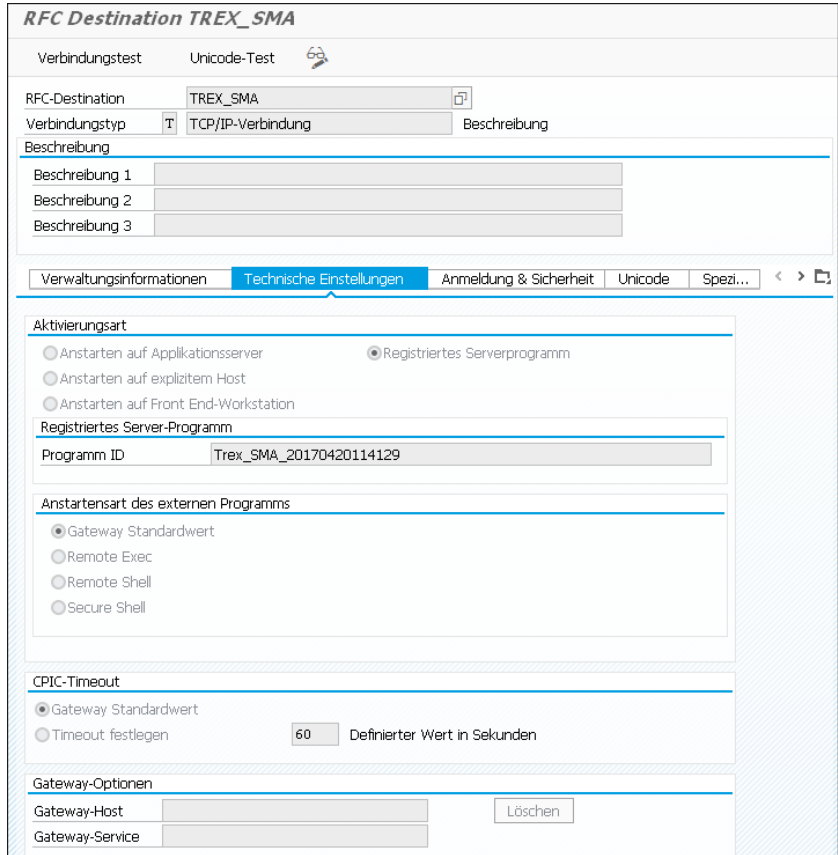 RFC Destination TREX_SMA
Verbindungstest Unicode-Test
RFC-Destination TREX_SMA
Verbindungstyp T TCP/IP-Verbindung Beschreibung
Beschreibung
Beschreibung 1
Beschreibung 2
Beschreibung 3
Verwaltungsinformationen Technische Einstellungen Anmeldung & Sicherheit Unicode Spezi...
Aktivierungsart
Anstarten auf Applikationsserver Registriertes Serverprogramm
Anstarten auf explizitem Host
Anstarten auf Front End-Workstation
Registriertes Server-Programm
Programm ID Trex_SMA_20170420114129
Anstartensart des externen Programms
Gateway Standardwert
Remote Exec
Remote Shell
Secure Shell
CPIC-Timeout
Gateway Standardwert
Timeout festlegen 60 Definierter Wert in Sekunden
Gateway-Optionen
Gateway-Host Löschen
Gateway-Service